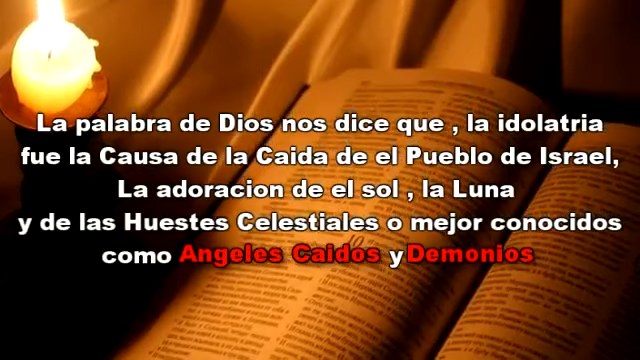 La palabra de Dios nos dice que , la idolatria
fue la Causa de la Caida de el Pueblo de Israel,
La adoracion de el sol , la Luna
y de las Huestes Celestiales o mejor conocidos
como Angeles Caidos y Demonios